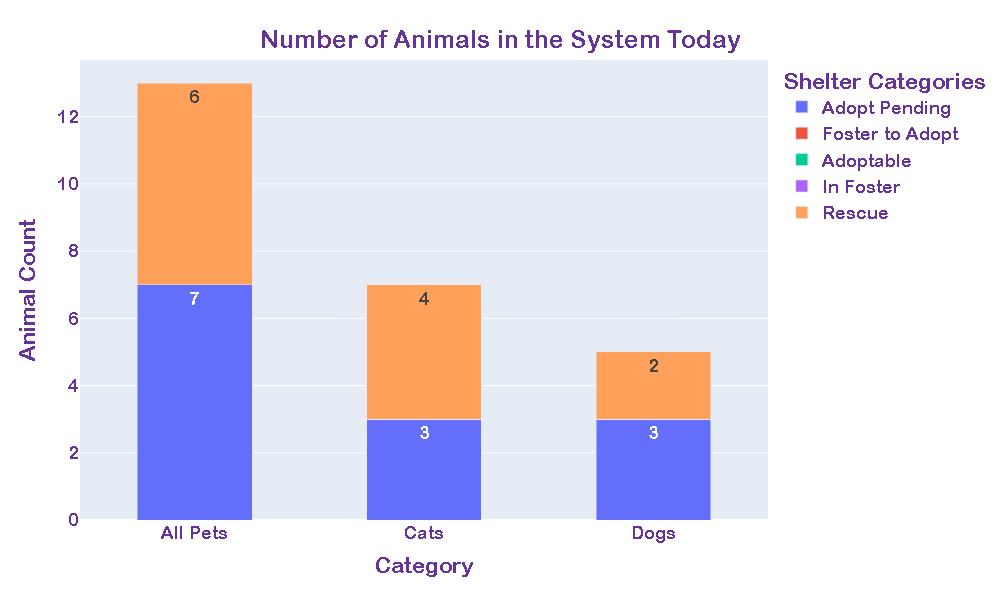 Number of Animals in the System Today
Shelter Categories
Adopt Pending
Foster to Adopt
Adoptable
In Foster
Rescue
Animal Count
12
10
8
6
4
2
0
6
7
4
3
2
3
All Pets
Cats
Dogs
Category